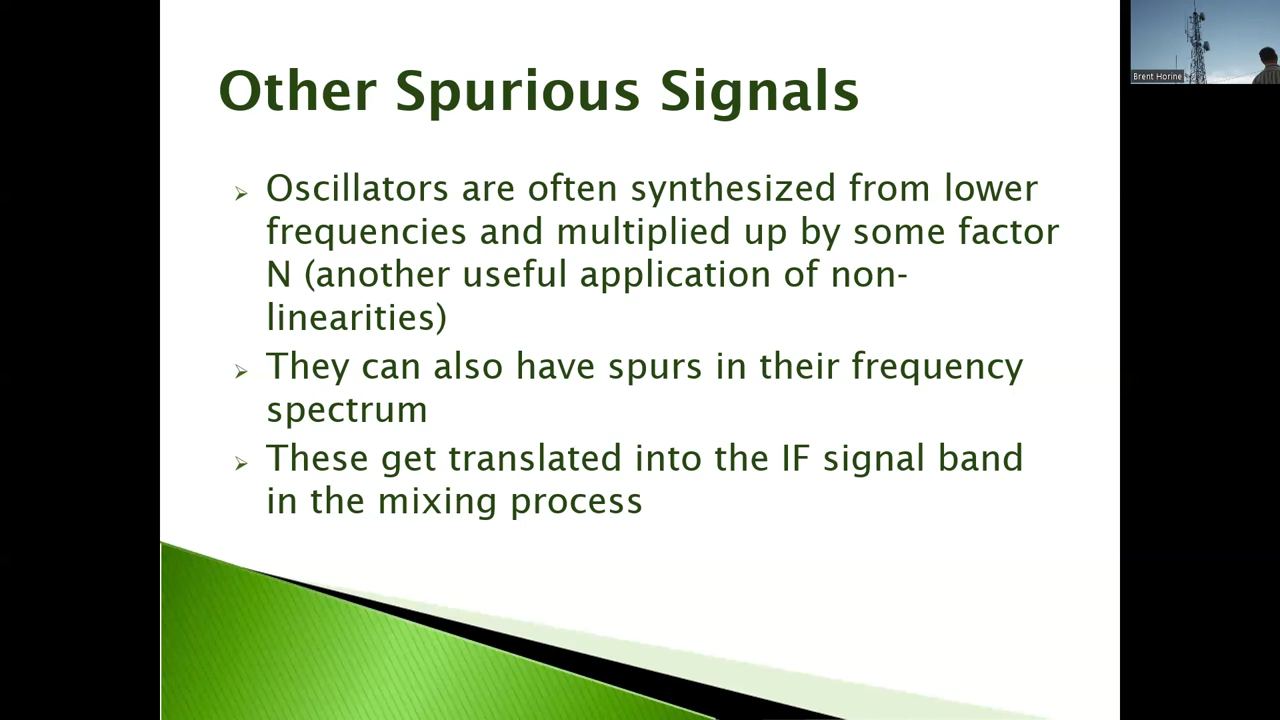 Other Spurious Signals
Oscillators are often synthesized from lower
frequencies and multiplied up by some factor
N (another useful application of non-
linearities)
They can also have spurs in their frequency
spectrum
These get translated into the IF signal band
in the mixing process
Brent Horine